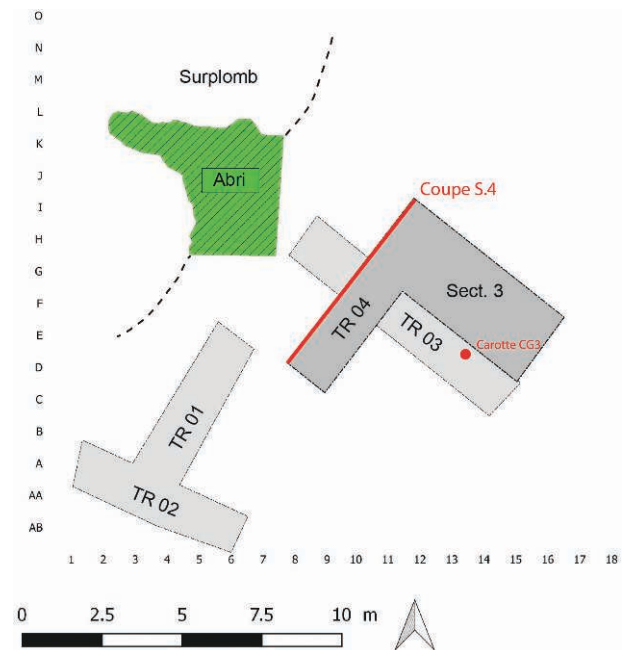 O
N
M
Surplomb
L
K
J
Abri
I
Coupe S.4
H
G
Sect. 3
F
TR 04
E
TR 03
Carotte CG3
D
C
TR 01
B
A
TR 02
AA
AB
1 2 3 4 5 6 7 8 9 10 11 12 13 14 15 16 17 18
0 2.5 5 7.5 10 m